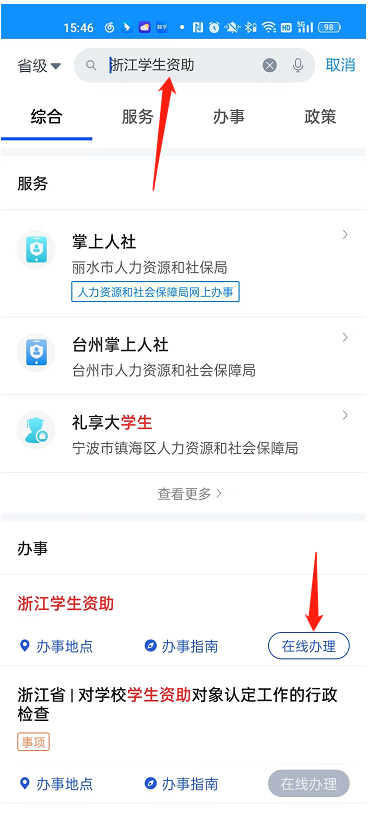 15:46
知乎
HD
5G
98
省级
浙江学生资助
取消
综合
服务
办事
政策
服务
掌上人社
丽水市人力资源和社保局
人力资源和社会保障局网上办事
台州掌上人社
台州市人力资源和社会保障局
礼享大学生
宁波市镇海区人力资源和社会保障局
查看更多
办事
浙江学生资助
办事地点
办事指南
在线办理
浙江省 | 对学校学生资助对象认定工作的行政
检查
事项
办事地点
办事指南
在线办理